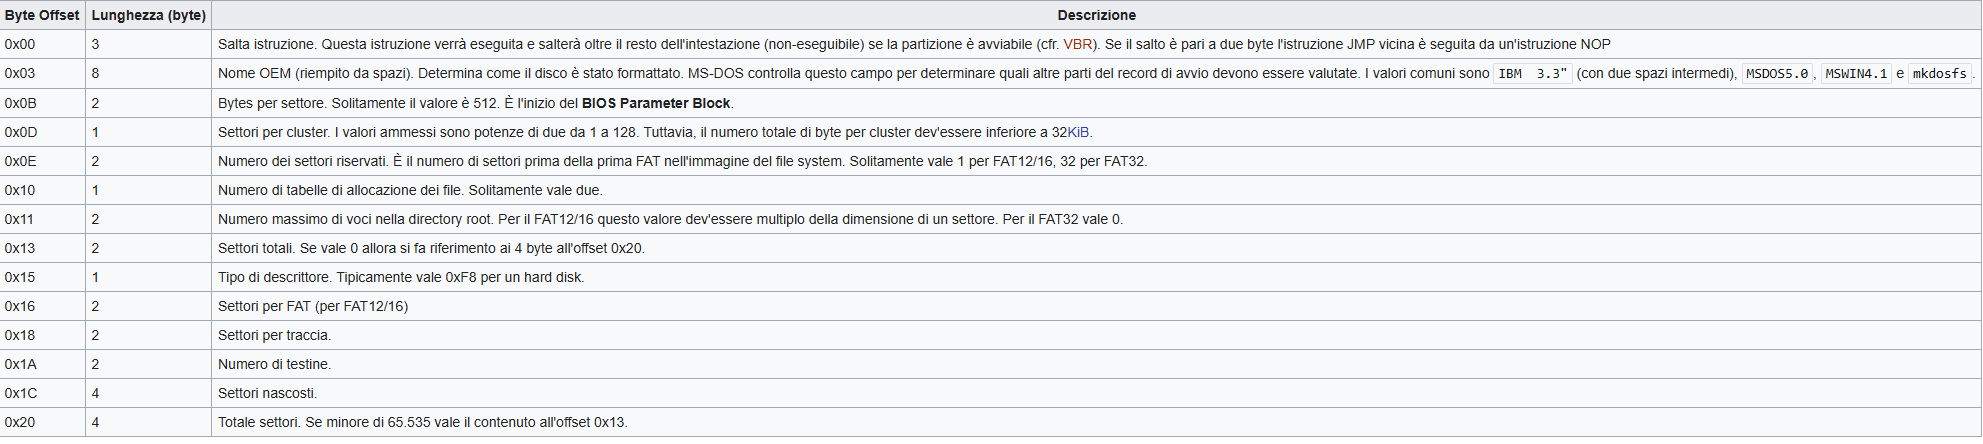 Byte Offset Lunghezza (byte) Descrizione
0x00 3 Salta istruzione. Questa istruzione verrà eseguita e salterà oltre il resto dell'intestazione (non-eseguibile) se la partizione è avviabile (cfr. VBR). Se il salto è pari a due byte l'istruzione JMP vicina è seguita da un'istruzione NOP
0x03 8 Nome OEM (riempito da spazi). Determina come il disco è stato formattato. MS-DOS controlla questo campo per determinare quali altre parti del record di avvio devono essere valutate. I valori comuni sono IBM  3.3" (con due spazi intermedi), MSDOS5.0, MSWIN4.1 e mkdosfs.
0x0B 2 Bytes per settore. Solitamente il valore è 512. È l'inizio del BIOS Parameter Block.
0x0D 1 Settori per cluster. I valori ammessi sono potenze di due da 1 a 128. Tuttavia, il numero totale di byte per cluster dev'essere inferiore a 32KiB.
0x0E 2 Numero dei settori riservati. È il numero di settori prima della prima FAT nell'immagine del file system. Solitamente vale 1 per FAT12/16, 32 per FAT32.
0x10 1 Numero di tabelle di allocazione dei file. Solitamente vale due.
0x11 2 Numero massimo di voci nella directory root. Per il FAT12/16 questo valore dev'essere multiplo della dimensione di un settore. Per il FAT32 vale 0.
0x13 2 Settori totali. Se vale 0 allora si fa riferimento ai 4 byte all'offset 0x20.
0x15 1 Tipo di descrittore. Tipicamente vale 0xF8 per un hard disk.
0x16 2 Settori per FAT (per FAT12/16)
0x18 2 Settori per traccia.
0x1A 2 Numero di testine.
0x1C 4 Settori nascosti.
0x20 4 Totale settori. Se minore di 65.535 vale il contenuto all'offset 0x13.